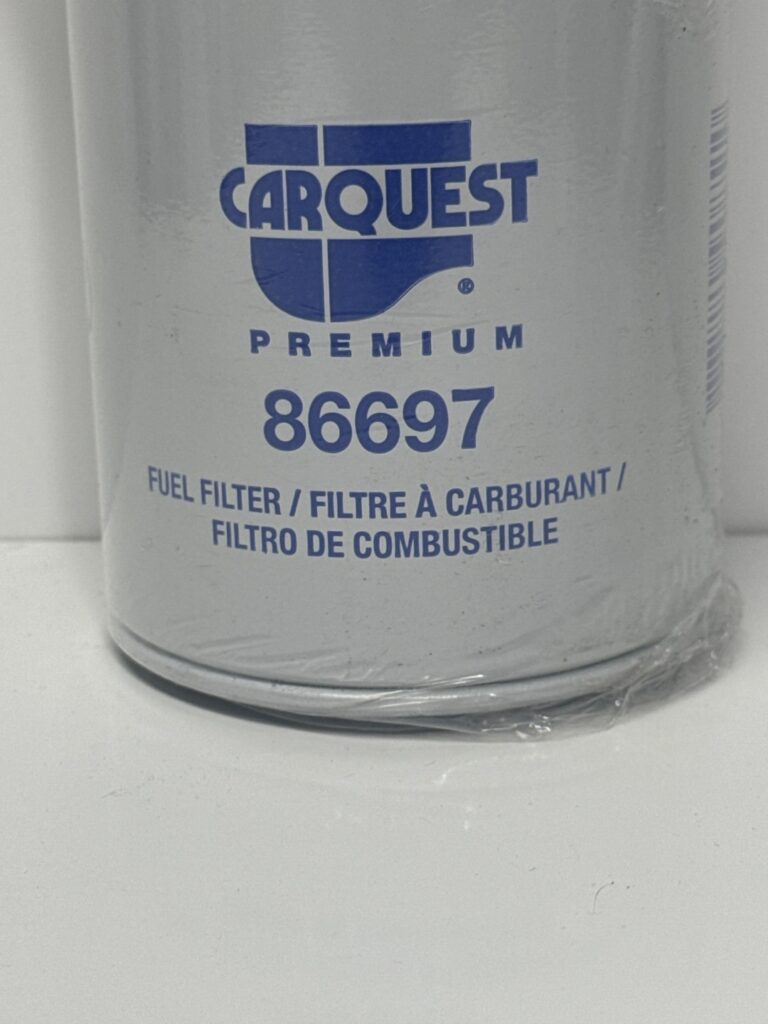 CARQUEST
®
PREMIUM
86697
FUEL FILTER / FILTRE À CARBURANT /
FILTRO DE COMBUSTIBLE